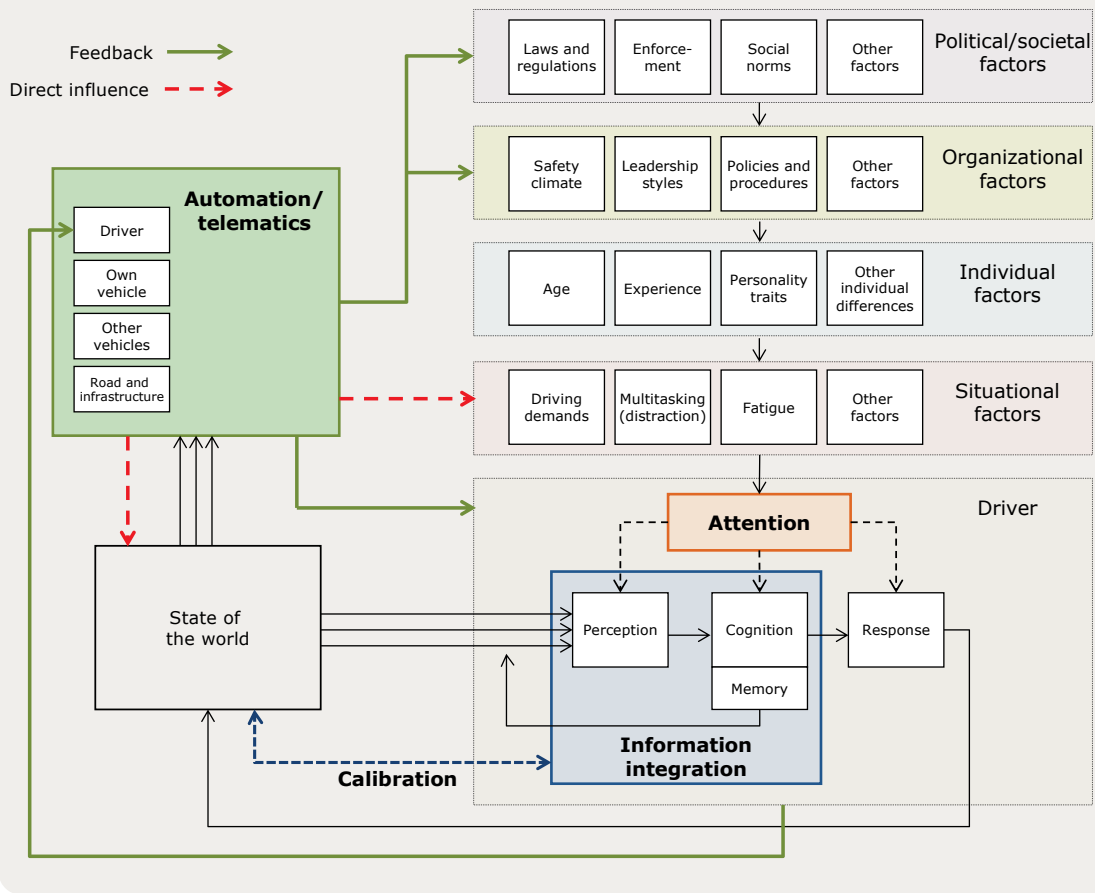 Feedback
Direct influence
Laws and
regulations
Enforce-
ment
Social
norms
Other
factors
Political/societal
factors
Safety
climate
Leadership
styles
Policies and
procedures
Other
factors
Organizational
factors
Automation/
telematics
Driver
Own
vehicle
Other
vehicles
Road and
infrastructure
Age
Experience
Personality
traits
Other
individual
differences
Individual
factors
Driving
demands
Multitasking
(distraction)
Fatigue
Other
factors
Situational
factors
Driver
Attention
State of
the world
Perception
Cognition
Memory
Response
Information
integration
Calibration